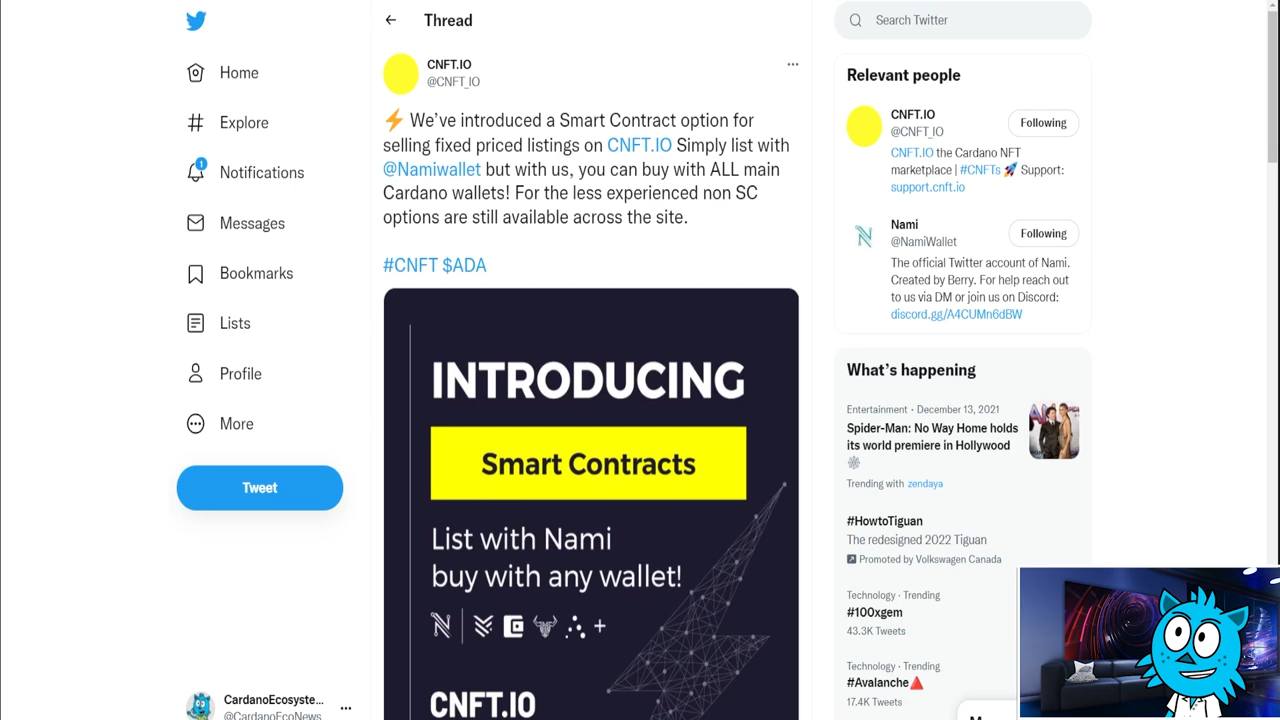 Home
Explore
1
Notifications
Messages
Bookmarks
Lists
Profile
More
Tweet
CardanoEcosyste...
@CardanoEcoNews
Thread
CNFT.IO
@CNFT_IO
⚡ We've introduced a Smart Contract option for
selling fixed priced listings on CNFT.IO Simply list with
@Namiwallet but with us, you can buy with ALL main
Cardano wallets! For the less experienced non SC
options are still available across the site.
#CNFT $ADA
INTRODUCING
Smart Contracts
List with Nami
buy with any wallet!
CNFT.IO
Search Twitter
Relevant people
CNFT.IO
@CNFT_IO
Following
CNFT.IO the Cardano NFT
marketplace | #CNFTs 🚀 Support:
support.cnft.io
Nami
@NamiWallet
Following
The official Twitter account of Nami.
Created by Berry. For help reach out
to us via DM or join us on Discord:
discord.gg/A4CUMn6dBW
What's happening
Entertainment · December 13, 2021
Spider-Man: No Way Home holds
its world premiere in Hollywood
🕸
Trending with zendaya
#HowtoTiguan
The redesigned 2022 Tiguan
Promoted by Volkswagen Canada
Technology · Trending
#100xgem
43.3K Tweets
Technology · Trending
#Avalanche🔺
17.4K Tweets